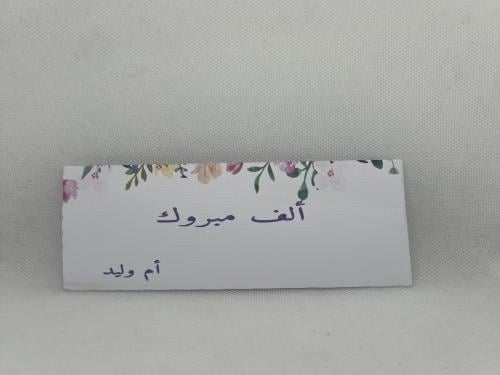 ألف مبروك
أم وليد